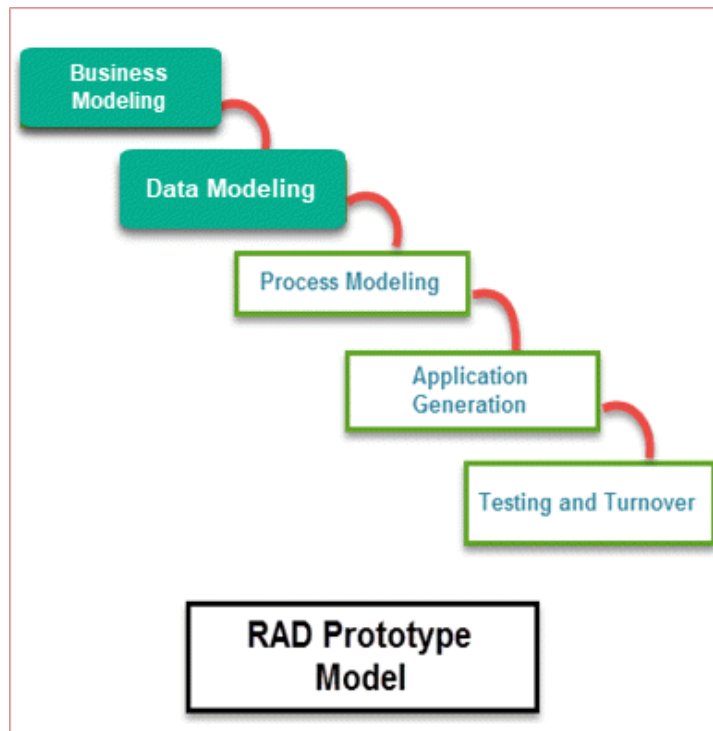 Business
Modeling
Data Modeling
Process Modeling
Application
Generation
Testing and Turnover
RAD Prototype
Model